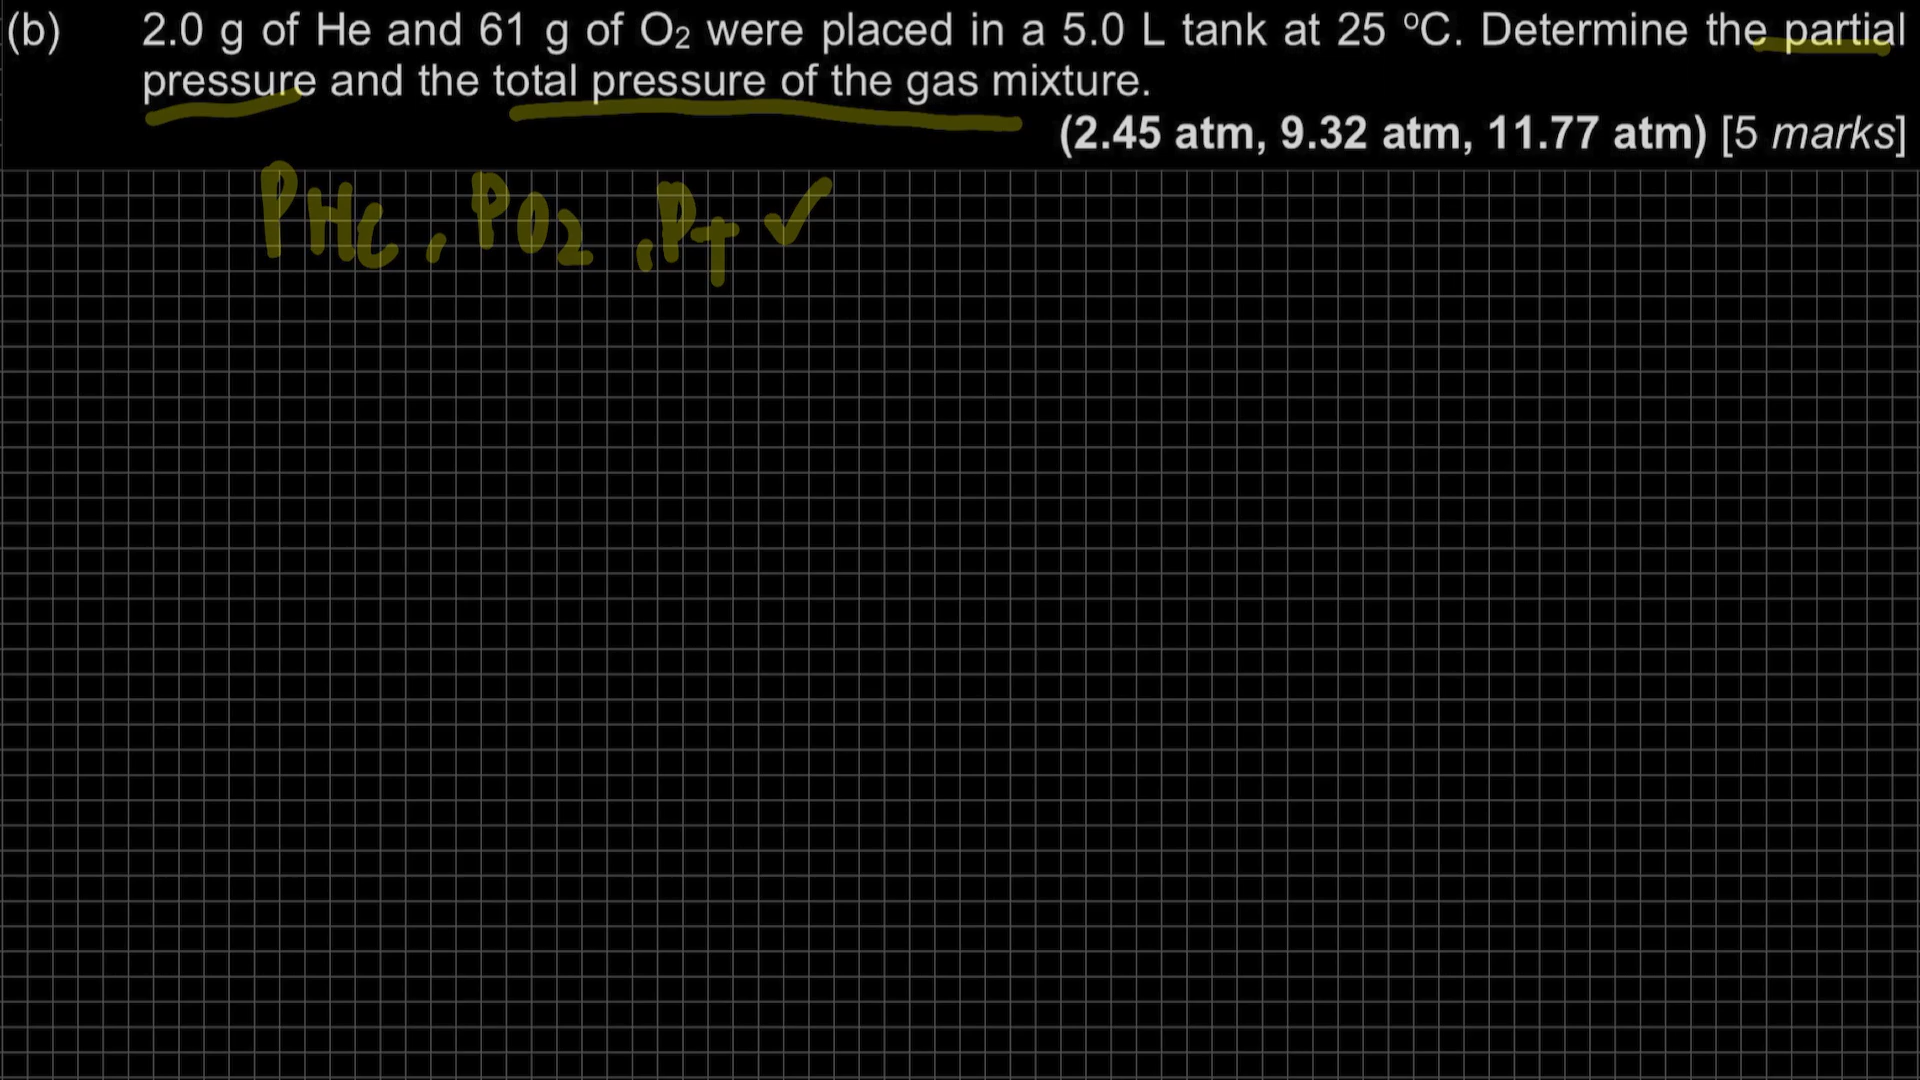 (b) 2.0 g of He and 61 g of O₂ were placed in a 5.0 L tank at 25 ºC. Determine the partial
pressure and the total pressure of the gas mixture.
(2.45 atm, 9.32 atm, 11.77 atm) [5 marks]
PHe, PO2, PT ✓